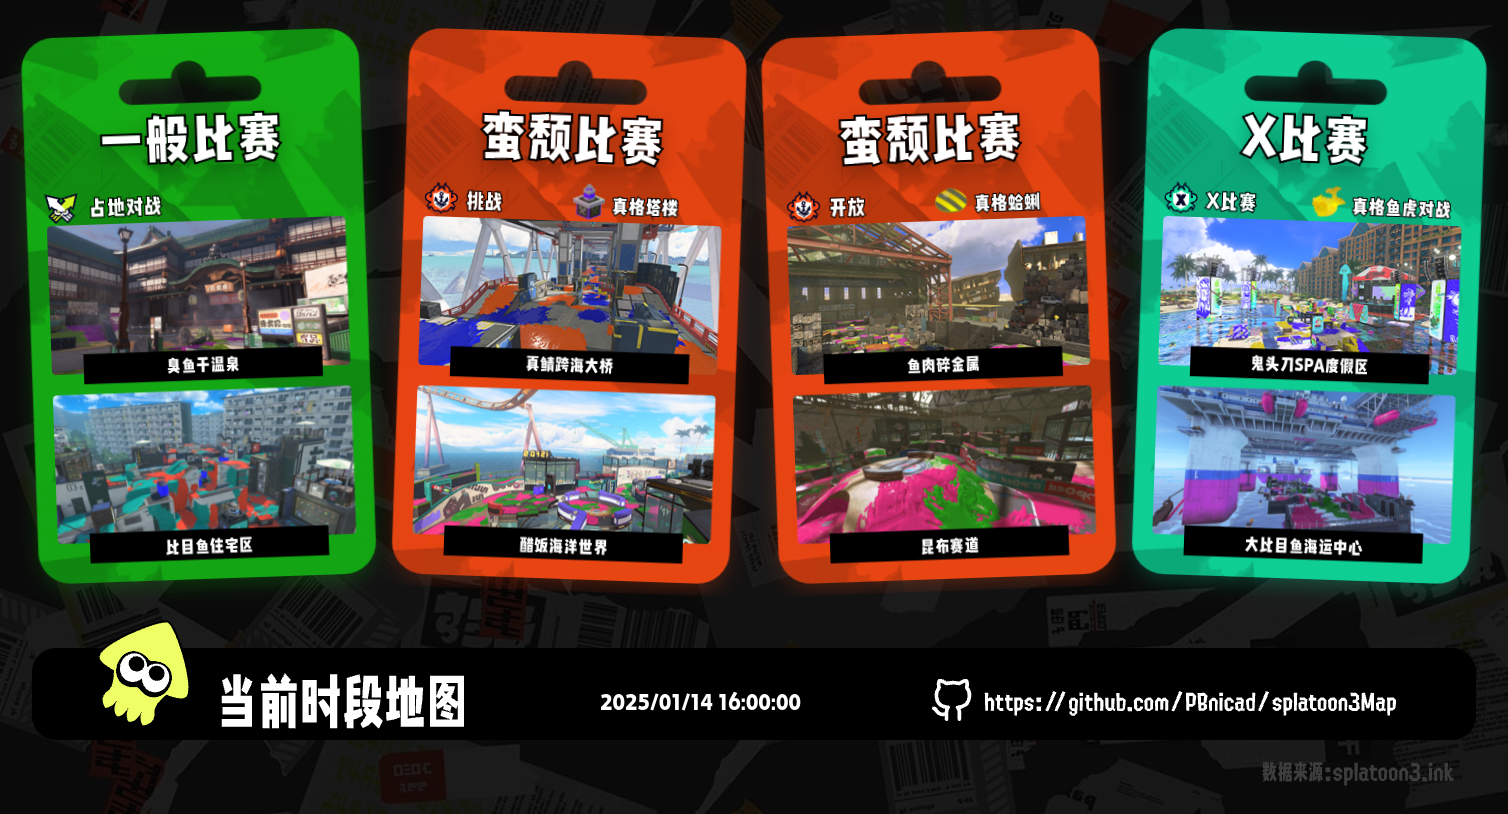 一般比赛
占地对战
臭鱼干温泉
比目鱼住宅区
蛮颓比赛
挑战
真格塔楼
真鲭跨海大桥
醋饭海洋世界
蛮颓比赛
开放
真格蛤蜊
鱼肉碎金属
昆布赛道
X比赛
X比赛
真格鱼虎对战
鬼头刀SPA度假区
大比目鱼海运中心
当前时段地图
2025/01/14 16:00:00
https://github.com/PBnicad/splatoon3Map
数据来源:splatoon3.ink